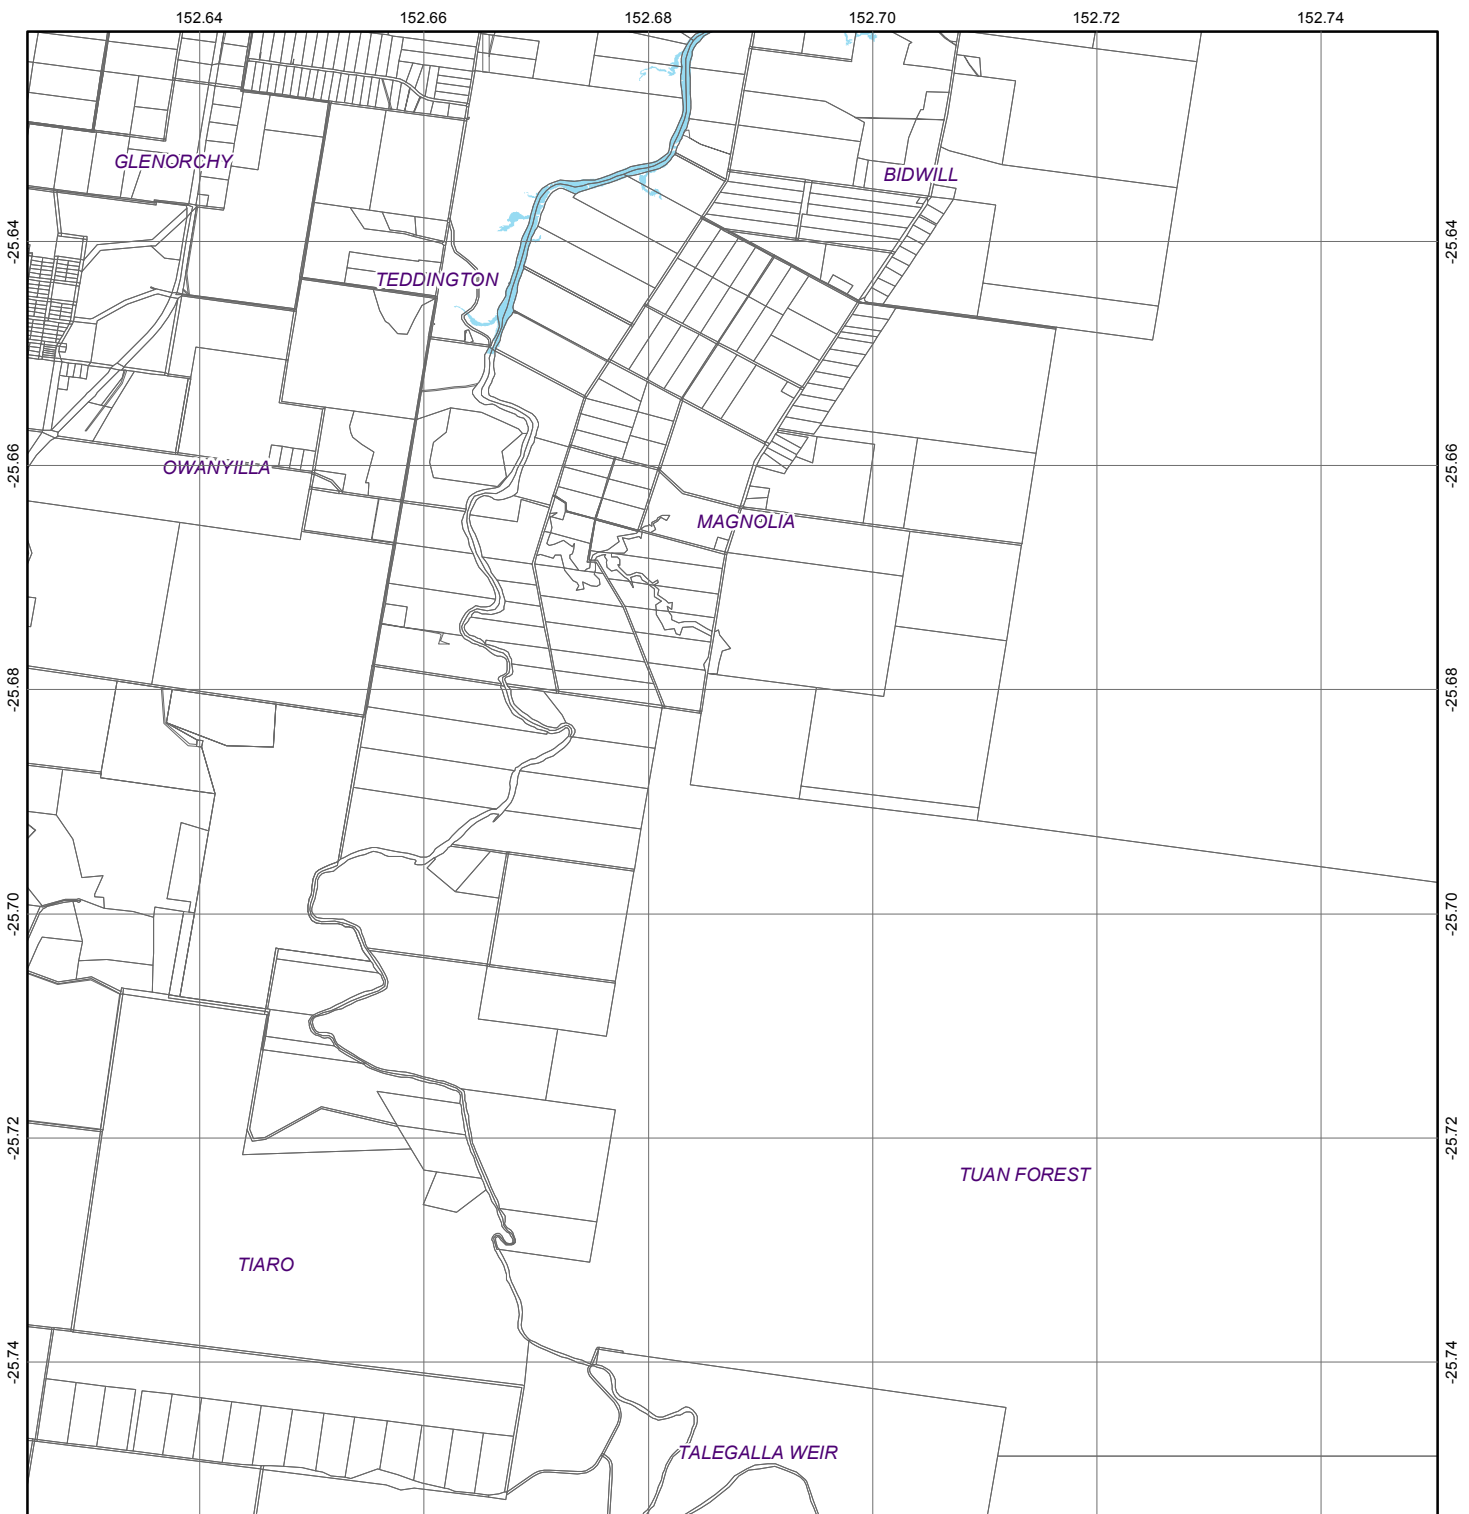 152.64 152.66 152.68 152.70 152.72 152.74
GLENORCHY
BIDWILL
-25.64 -25.64
TEDDINGTON
-25.66 -25.66
OWANYILLA
MAGNOLIA
-25.68 -25.68
-25.70 -25.70
-25.72 -25.72
TUAN FOREST
TIARO
-25.74 -25.74
TALEGALLA WEIR